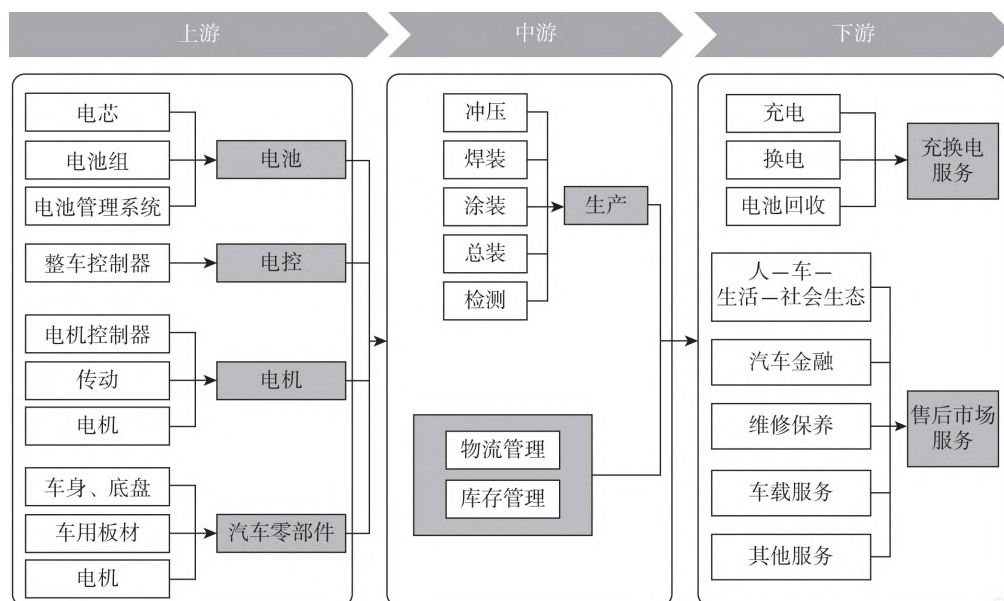 上游
中游
下游
电芯
电池组
电池管理系统
电池
整车控制器
电控
电机控制器
传动
电机
电机
车身、底盘
车用板材
电机
汽车零部件
冲压
焊装
涂装
总装
检测
生产
物流管理
库存管理
充电
换电
电池回收
充换电
服务
人—车—
生活—社会生态
汽车金融
维修保养
车载服务
其他服务
售后市场
服务